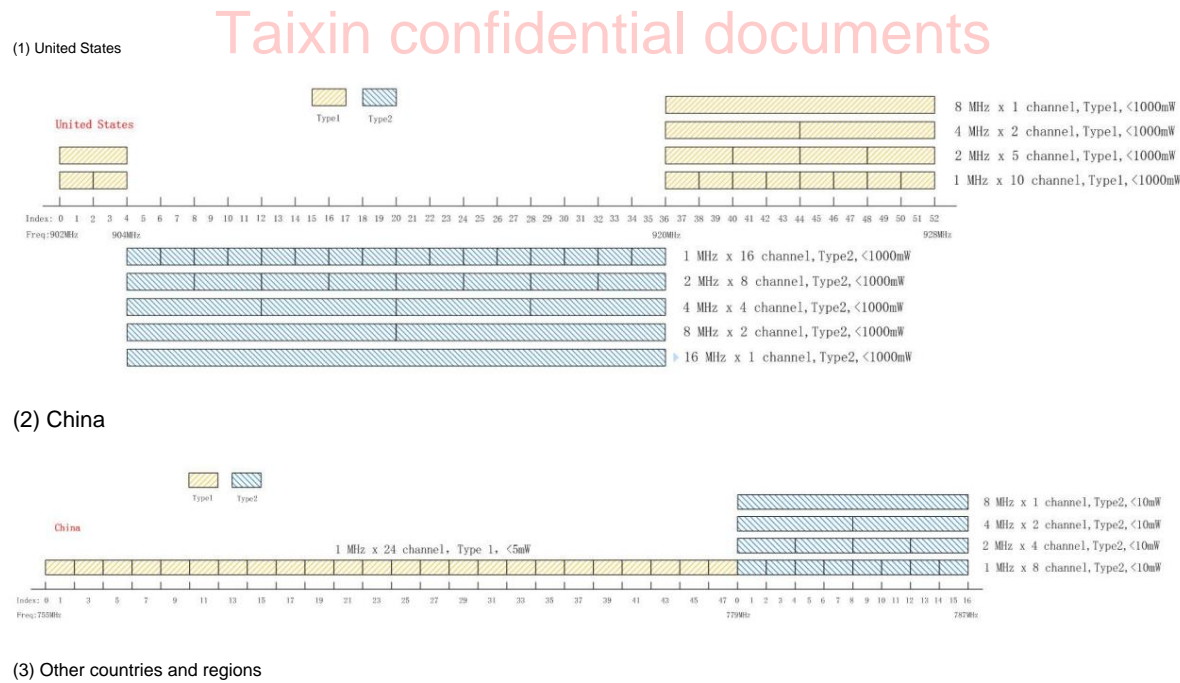 Taixin confidential documents
(1) United States
Type1 Type2
United States
8 MHz x 1 channel,Type1,<1000mW
4 MHz x 2 channel,Type1,<1000mW
2 MHz x 5 channel,Type1,<1000mW
1 MHz x 10 channel,Type1,<1000mW
Index: 0 1 2 3 4 5 6 7 8 9 10 11 12 13 14 15 16 17 18 19 20 21 22 23 24 25 26 27 28 29 30 31 32 33 34 35 36 37 38 39 40 41 42 43 44 45 46 47 48 49 50 51 52
Freq:902MHz 904MHz 920MHz 928MHz
1 MHz x 16 channel,Type2,<1000mW
2 MHz x 8 channel,Type2,<1000mW
4 MHz x 4 channel,Type2,<1000mW
8 MHz x 2 channel,Type2,<1000mW
16 MHz x 1 channel,Type2,<1000mW
(2) China
Type1 Type2
China
8 MHz x 1 channel,Type2,<10mW
4 MHz x 2 channel,Type2,<10mW
2 MHz x 4 channel,Type2,<10mW
1 MHz x 8 channel,Type2,<10mW
1 MHz x 24 channel, Type 1, <5mW
Index: 0 1 3 5 7 9 11 13 15 17 19 21 23 25 27 29 31 33 35 37 39 41 43 45 47 0 1 2 3 4 5 6 7 8 9 10 11 12 13 14 15 16
Freq:755MHz 779MHz 787MHz
(3) Other countries and regions